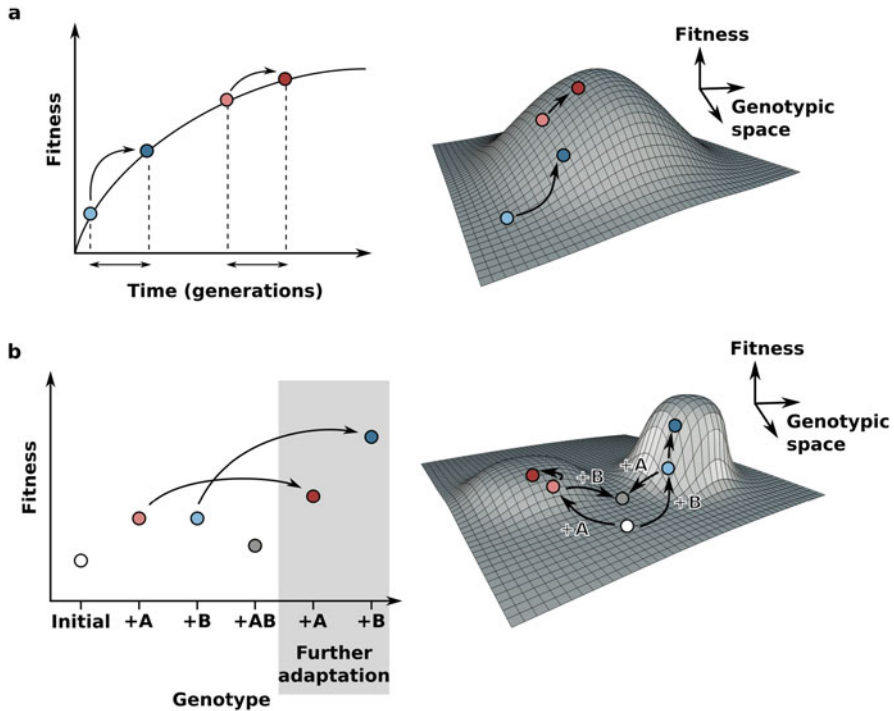 a
Fitness
Time (generations)
Fitness
Genotypic
space
b
Fitness
Initial
+A
+B
+AB
+A
+B
Further
adaptation
Genotype
Fitness
Genotypic
space
+B
+A
+A
+B